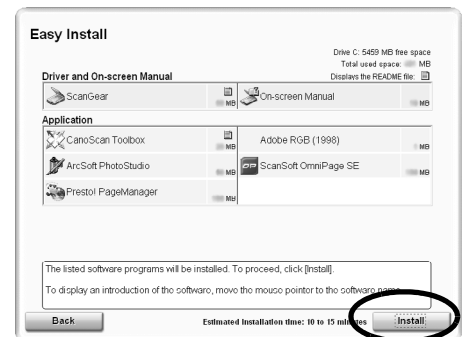 Easy Install
Drive C: 5459 MB free space
Total used space: MB
Driver and On-screen Manual
Displays the README file:
ScanGear MB
On-screen Manual MB
Application
CanoScan Toolbox MB
Adobe RGB (1998) MB
ArcSoft PhotoStudio MB
OP ScanSoft OmniPage SE MB
Presto! PageManager MB
The listed software programs will be installed. To proceed, click [Install].
To display an introduction of the software, move the mouse pointer to the software name.
Back
Estimated Installation time: 10 to 15 minutes
Install